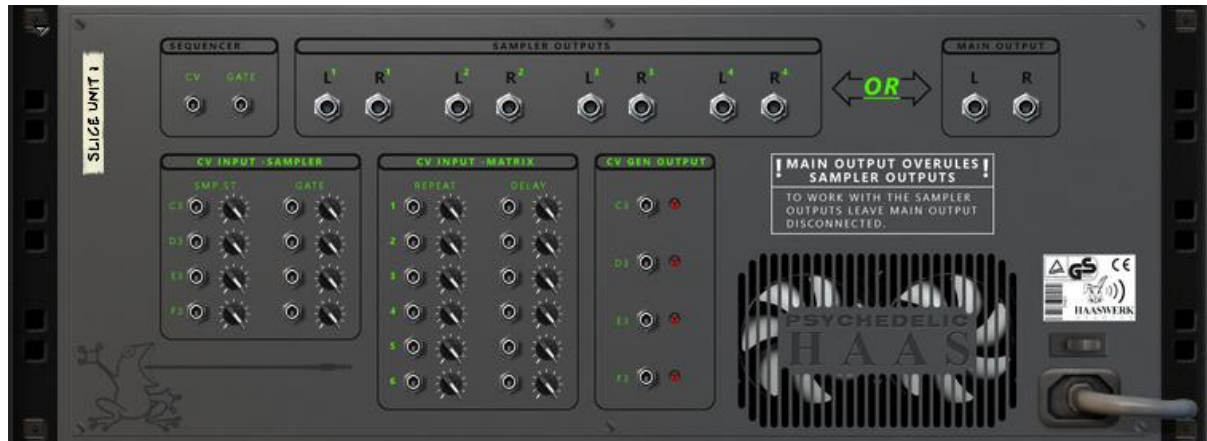 SEQUENCER
CV GATE
SAMPLER OUTPUTS
L1 R1 L2 R2 L3 R3 L4 R4
OR
MAIN OUTPUT
L R
SLICE UNIT 1
CV INPUT -SAMPLER
SMP.ST. GATE
C3
D3
E3
F3
CV INPUT -MATRIX
REPEAT DELAY
1
2
3
4
5
6
CV GEN OUTPUT
C3
D3
E3
F3
! MAIN OUTPUT OVERULES !
SAMPLER OUTPUTS
TO WORK WITH THE SAMPLER
OUTPUTS LEAVE MAIN OUTPUT
DISCONNECTED.
PSYCHEDELIC
HAAS
GS CE
HAASWERK